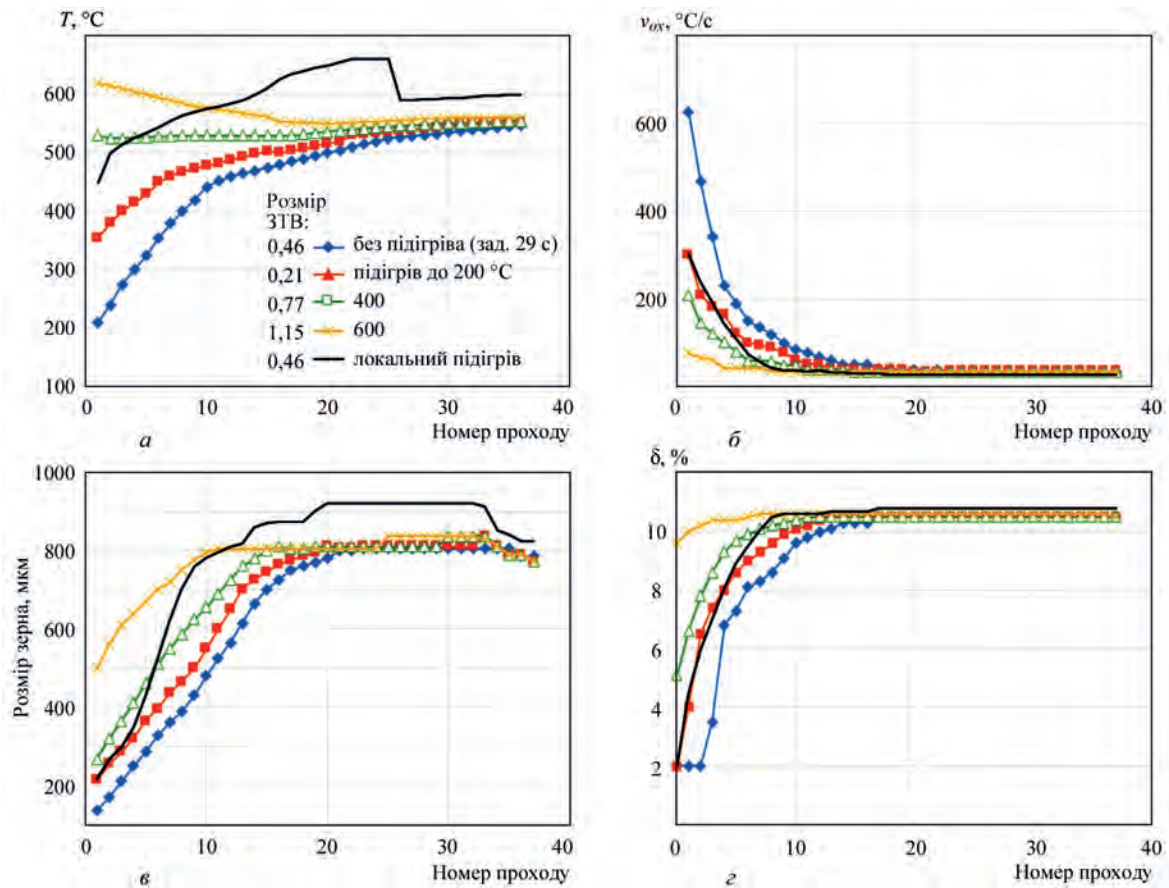 T, °C
600
500
400
300
200
100
0
10
20
30
40
Номер проходу
а
Розмір
ЗТВ:
0,46 без підігріва (зад. 29 с)
0,21 підігрів до 200 °C
0,77 400
1,15 600
0,46 локальний підігрів
vox, °C/с
600
400
200
0
10
20
30
40
Номер проходу
б
Розмір зерна, мкм
1000
800
600
400
200
0
10
20
30
40
Номер проходу
в
δ, %
10
8
6
4
2
0
10
20
30
40
Номер проходу
г